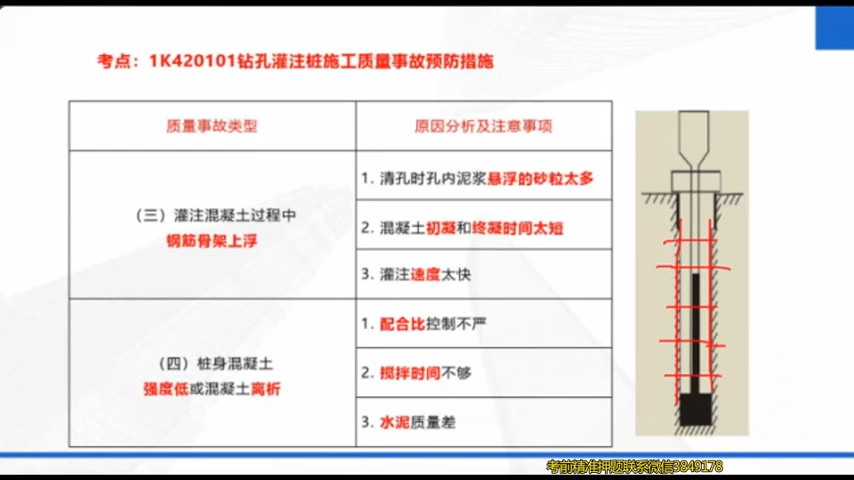 考点：1K420101钻孔灌注桩施工质量事故预防措施
质量事故类型
原因分析及注意事项
（三）灌注混凝土过程中
钢筋骨架上浮
1. 清孔时孔内泥浆悬浮的砂粒太多
2. 混凝土初凝和终凝时间太短
3. 灌注速度太快
（四）桩身混凝土
强度低或混凝土离析
1. 配合比控制不严
2. 搅拌时间不够
3. 水泥质量差
考前精准押题联系微信3849178